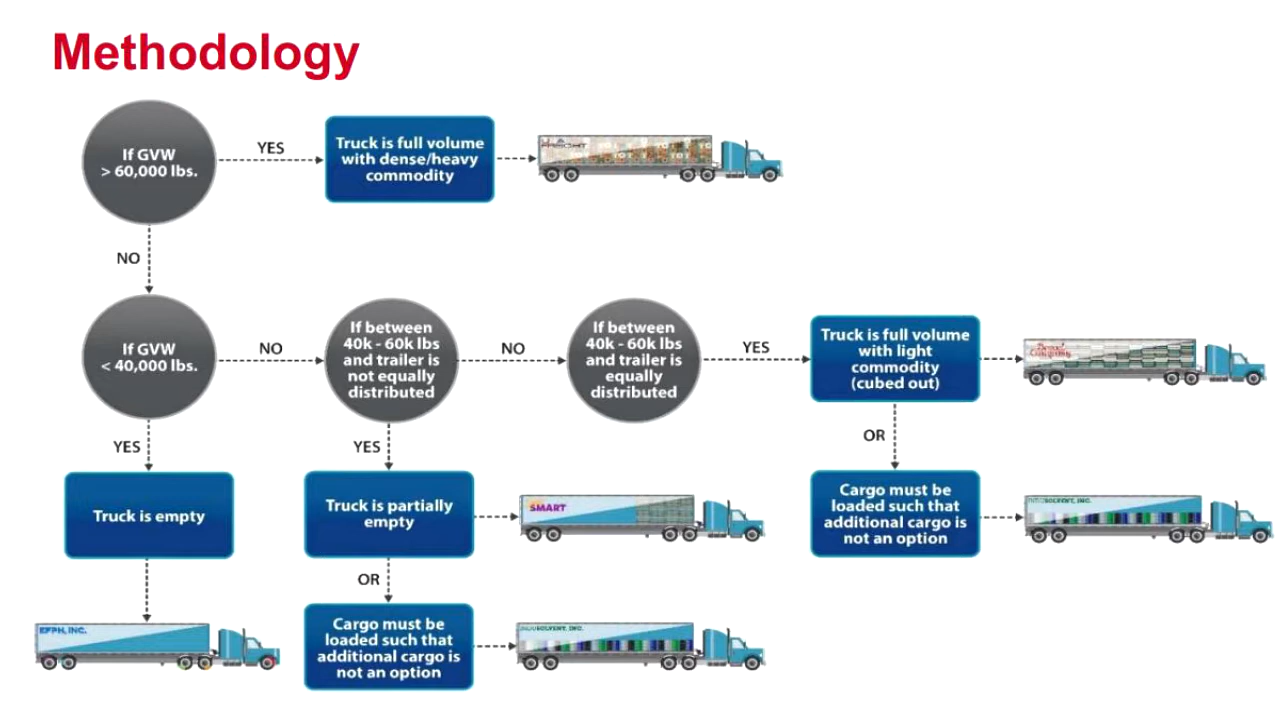 Methodology
If GVW
> 60,000 lbs.
YES
Truck is full volume
with dense/heavy
commodity
NO
If GVW
< 40,000 lbs.
NO
If between
40k - 60k lbs
and trailer is
not equally
distributed
NO
If between
40k - 60k lbs
and trailer is
equally
distributed
YES
Truck is full volume
with light
commodity
(cubed out)
YES
YES
OR
Truck is empty
Truck is partially
empty
SMART
Cargo must be
loaded such that
additional cargo is
not an option
OR
EFPH, INC.
Cargo must be
loaded such that
additional cargo is
not an option